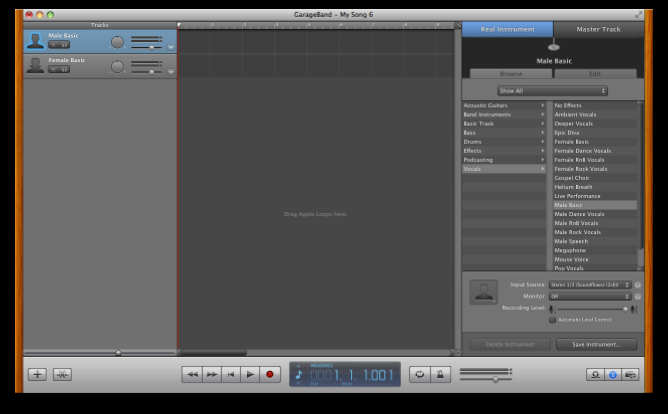 GarageBand – My Song 6
Tracks
Male Basic
Female Basic
Drag Apple Loops here.
Real Instrument
Master Track
Male Basic
Browse
Edit
Show All
Acoustic Guitars
Band Instruments
Basic Track
Bass
Drums
Effects
Podcasting
Vocals
No Effects
Ambient Vocals
Deeper Vocals
Epic Diva
Female Basic
Female Dance Vocals
Female RnB Vocals
Female Rock Vocals
Gospel Choir
Helium Breath
Live Performance
Male Basic
Male Dance Vocals
Male RnB Vocals
Male Rock Vocals
Male Speech
Megaphone
Mouse Voice
Pop Vocals
Input Source: Stereo 1/2 (Soundflower (2ch))
Monitor: Off
Recording Level:
Automatic Level Control
Delete Instrument
Save Instrument...
MEASURES
0001. 1. 1.001